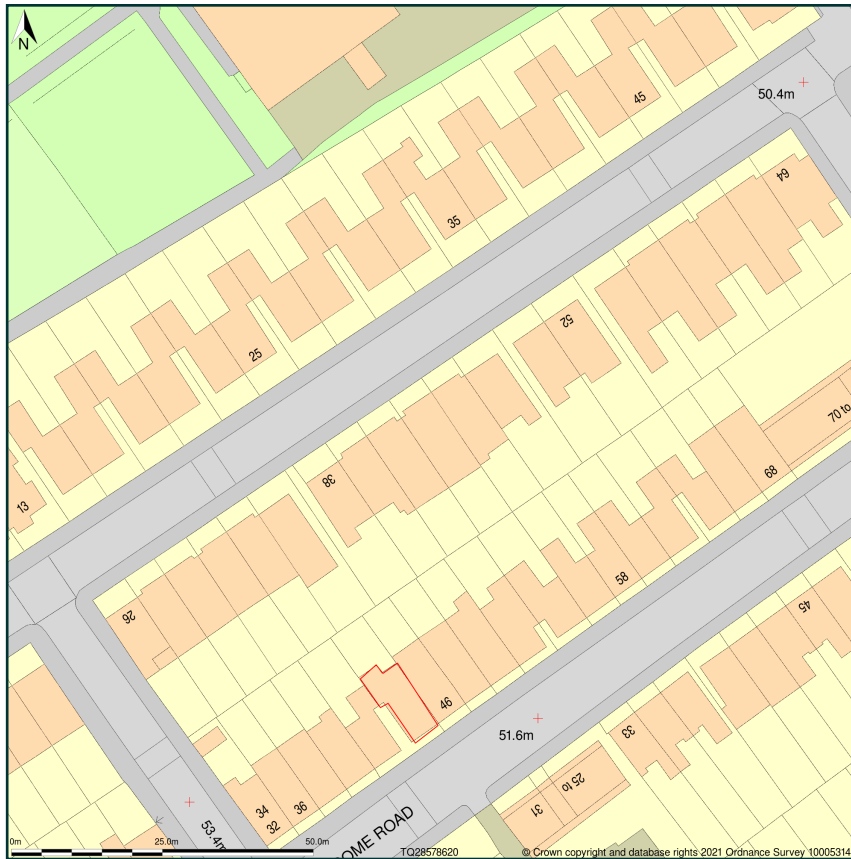 N
50.4m
45
64
35
52
25
38
70 to
68
13
58
26
45
46
51.6m
33
25 to
31
34
36
32
53.4m
OME ROAD
0m
25.0m
50.0m
TQ28578620
© Crown copyright and database rights 2021 Ordnance Survey 10005314